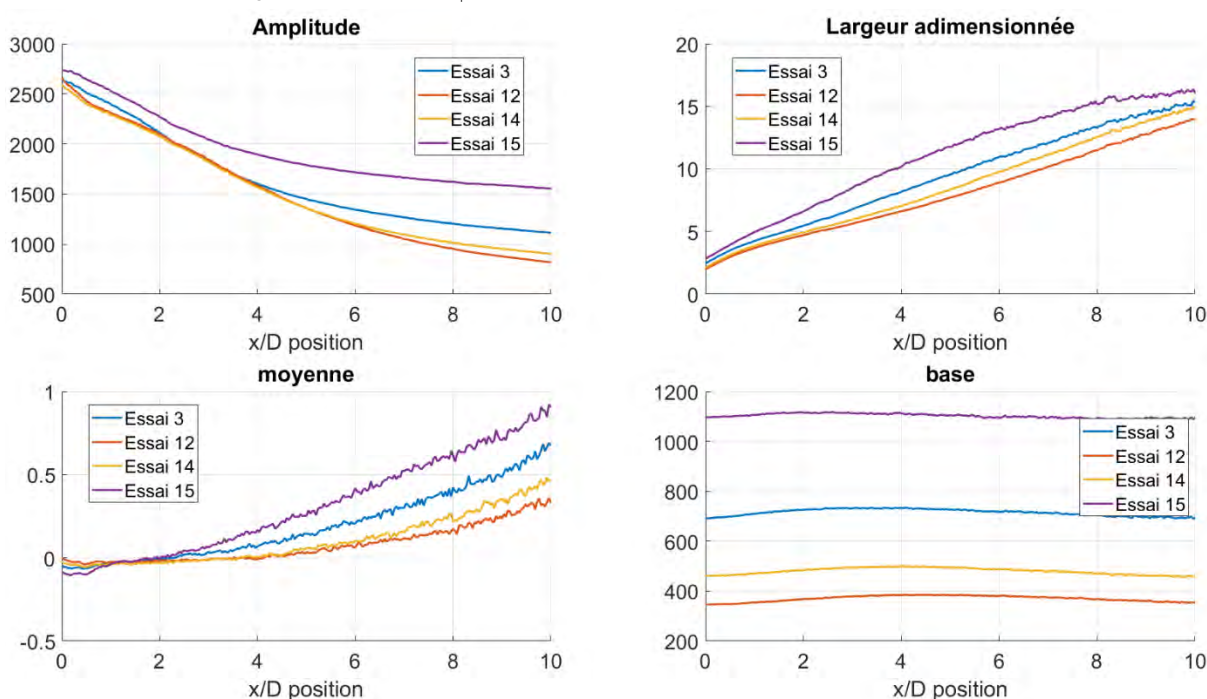 Amplitude
3000
2500
2000
1500
1000
500
0 2 4 6 8 10
x/D position
Essai 3
Essai 12
Essai 14
Essai 15
Largeur adimensionnée
20
15
10
5
0
0 2 4 6 8 10
x/D position
Essai 3
Essai 12
Essai 14
Essai 15
moyenne
1
0.5
0
-0.5
0 2 4 6 8 10
x/D position
Essai 3
Essai 12
Essai 14
Essai 15
base
1200
1000
800
600
400
200
0 2 4 6 8 10
x/D position
Essai 3
Essai 12
Essai 14
Essai 15